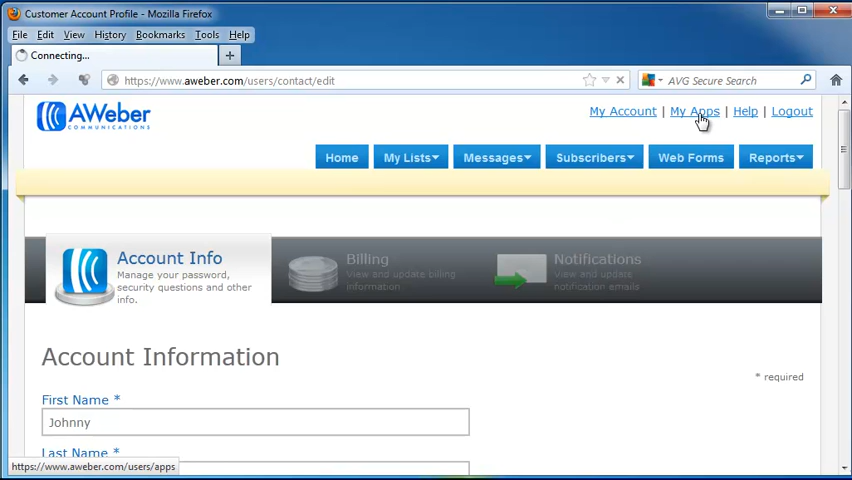 Customer Account Profile - Mozilla Firefox
File Edit View History Bookmarks Tools Help
Connecting...
https://www.aweber.com/users/contact/edit
AVG Secure Search
AWeber
COMMUNICATIONS
My Account | My Apps | Help | Logout
Home My Lists Messages Subscribers Web Forms Reports
Account Info
Manage your password,
security questions and other
info.
Billing
View and update billing
information
Notifications
View and update
notification emails
Account Information
* required
First Name *
Johnny
Last Name *
https://www.aweber.com/users/apps